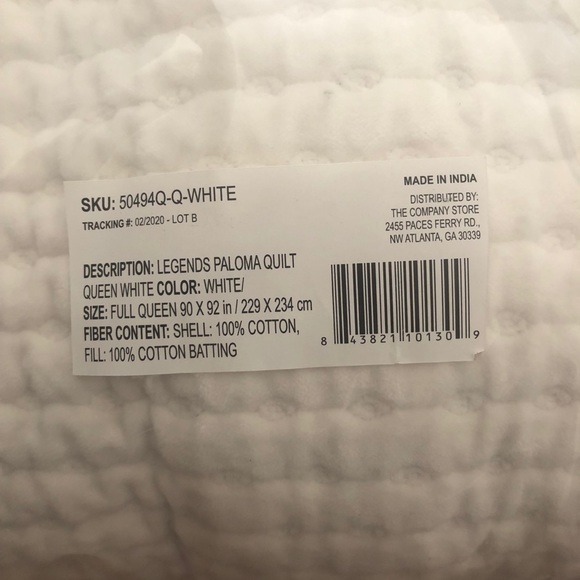 SKU: 50494Q-Q-WHITE
TRACKING #: 02/2020 - LOT B
MADE IN INDIA
DISTRIBUTED BY:
THE COMPANY STORE
2455 PACES FERRY RD.,
NW ATLANTA, GA 30339
DESCRIPTION: LEGENDS PALOMA QUILT
QUEEN WHITE COLOR: WHITE/
SIZE: FULL QUEEN 90 X 92 in / 229 X 234 cm
FIBER CONTENT: SHELL: 100% COTTON,
FILL: 100% COTTON BATTING
8 43821 10130 9